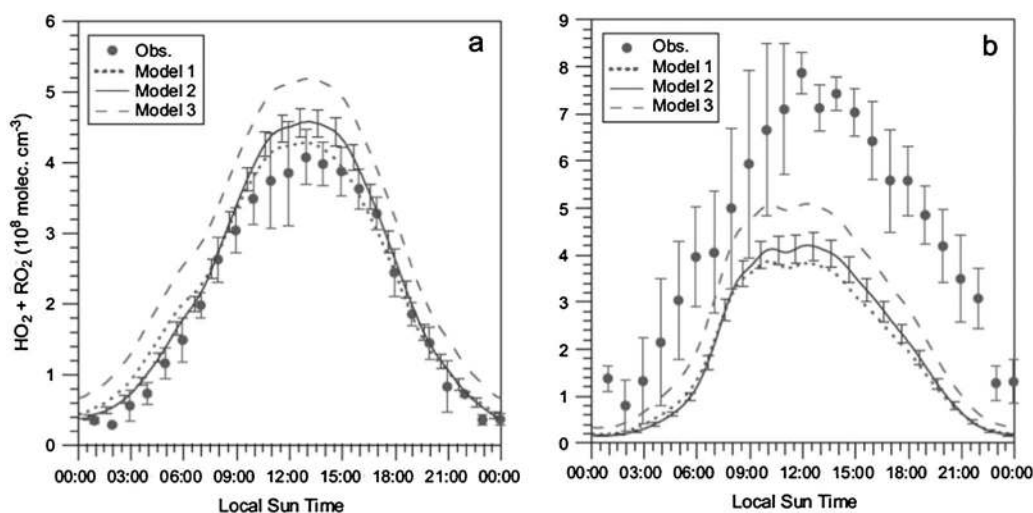 a
Obs.
Model 1
Model 2
Model 3
6
5
4
3
2
1
0
HO₂ + RO₂ (10⁸ molec. cm⁻³)
00:00 03:00 06:00 09:00 12:00 15:00 18:00 21:00 00:00
Local Sun Time
b
Obs.
Model 1
Model 2
Model 3
9
8
7
6
5
4
3
2
1
0
00:00 03:00 06:00 09:00 12:00 15:00 18:00 21:00 00:00
Local Sun Time